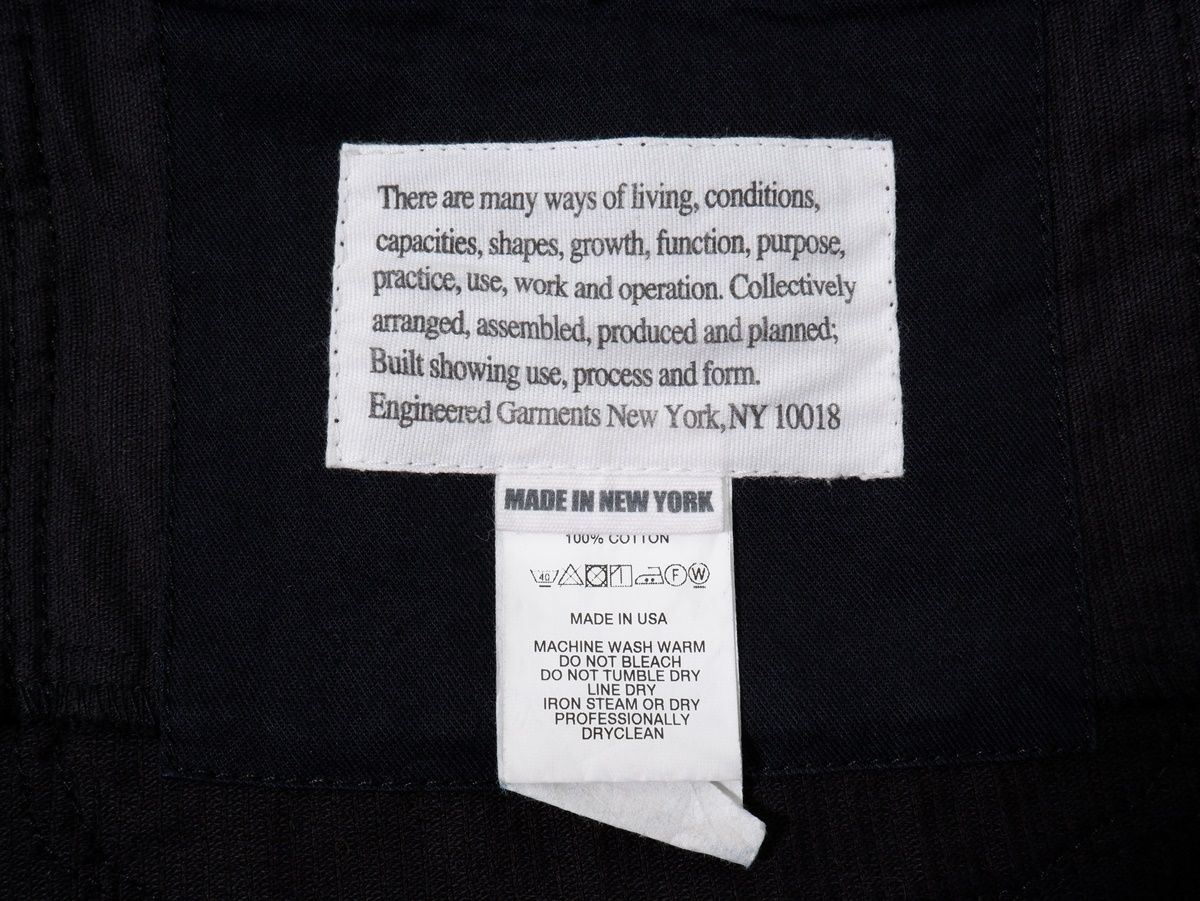 There are many ways of living, conditions,
capacities, shapes, growth, function, purpose,
practice, use, work and operation. Collectively
arranged, assembled, produced and planned;
Built showing use, process and form.
Engineered Garments New York, NY 10018
MADE IN NEW YORK
100% COTTON
40 F W
MADE IN USA
MACHINE WASH WARM
DO NOT BLEACH
DO NOT TUMBLE DRY
LINE DRY
IRON STEAM OR DRY
PROFESSIONALLY
DRYCLEAN